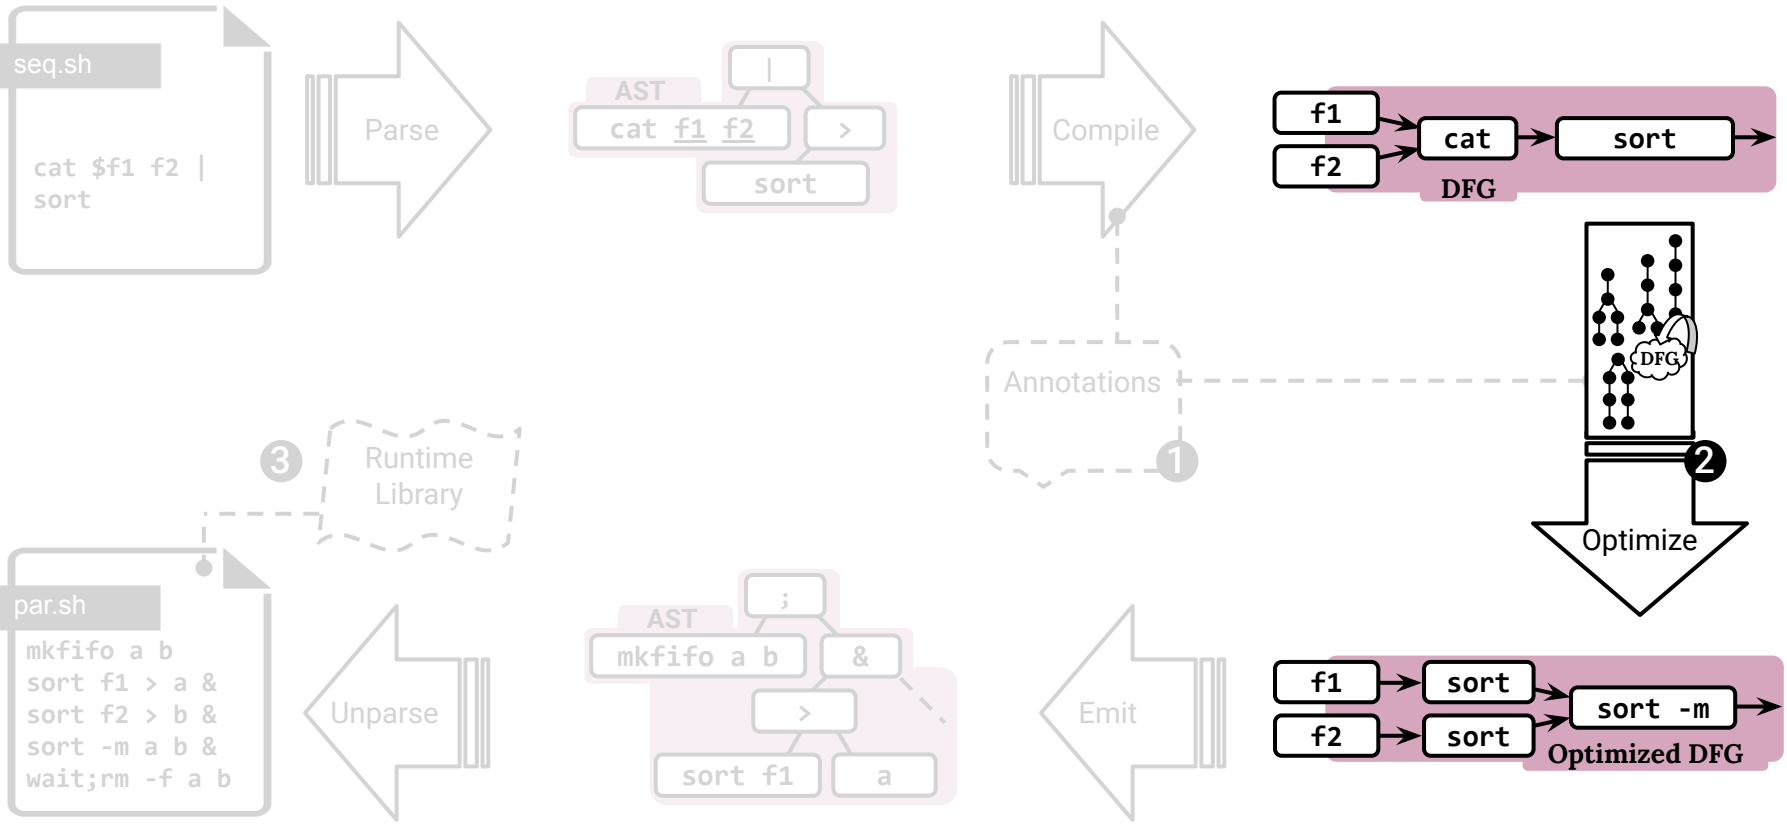 seq.sh
cat $f1 f2 |
sort
Parse
AST
|
cat f1 f2
>
sort
Compile
f1
f2
cat
sort
DFG
DFG
Annotations
1
2
Optimize
3
Runtime
Library
par.sh
mkfifo a b
sort f1 > a &
sort f2 > b &
sort -m a b &
wait;rm -f a b
Unparse
AST
;
mkfifo a b
&
>
sort f1
a
Emit
f1
sort
f2
sort
sort -m
Optimized DFG